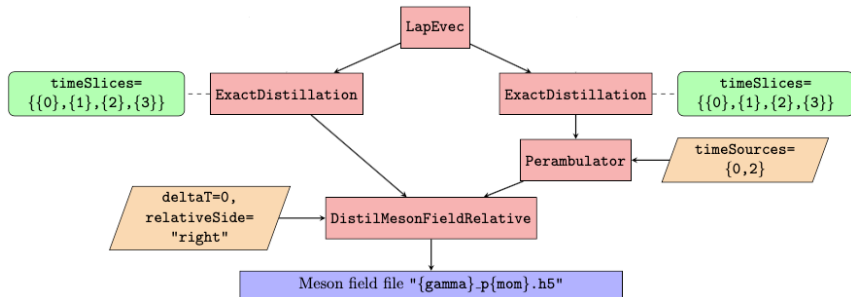 LapEvec
timeSlices=
{{0},{1},{2},{3}}
ExactDistillation
ExactDistillation
timeSlices=
{{0},{1},{2},{3}}
Perambulator
timeSources=
{0,2}
deltaT=0,
relativeSide=
"right"
DistilMesonFieldRelative
Meson field file "{gamma}_p{mom}.h5"